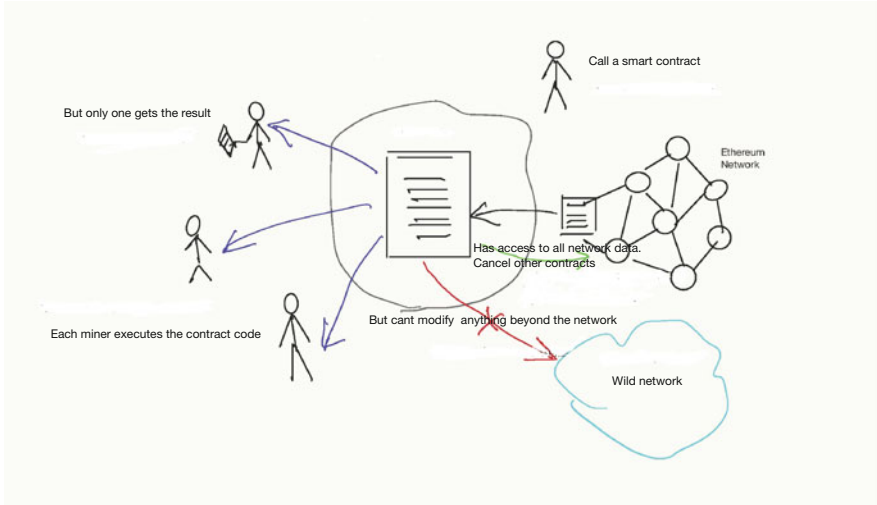 Call a smart contract
But only one gets the result
Ethereum
Network
Has access to all network data.
Cancel other contracts
But cant modify anything beyond the network
Each miner executes the contract code
Wild network